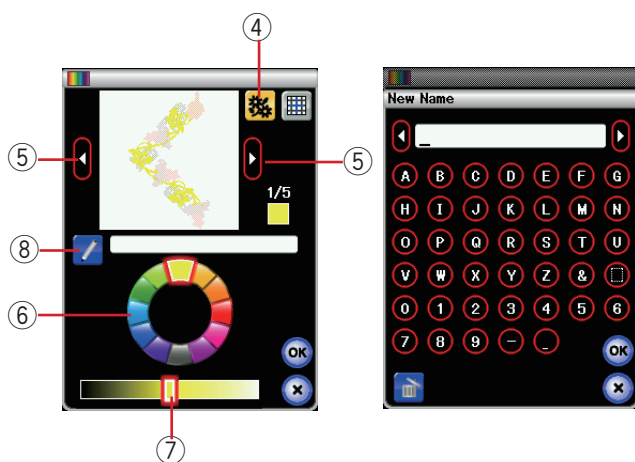 ④
⑤
⑤
1/5
⑧
⑥
OK
⑦
New Name
_
A B C D E F G
H I J K L M N
O P Q R S T U
V W X Y Z &
0 1 2 3 4 5 6
7 8 9 - _
OK